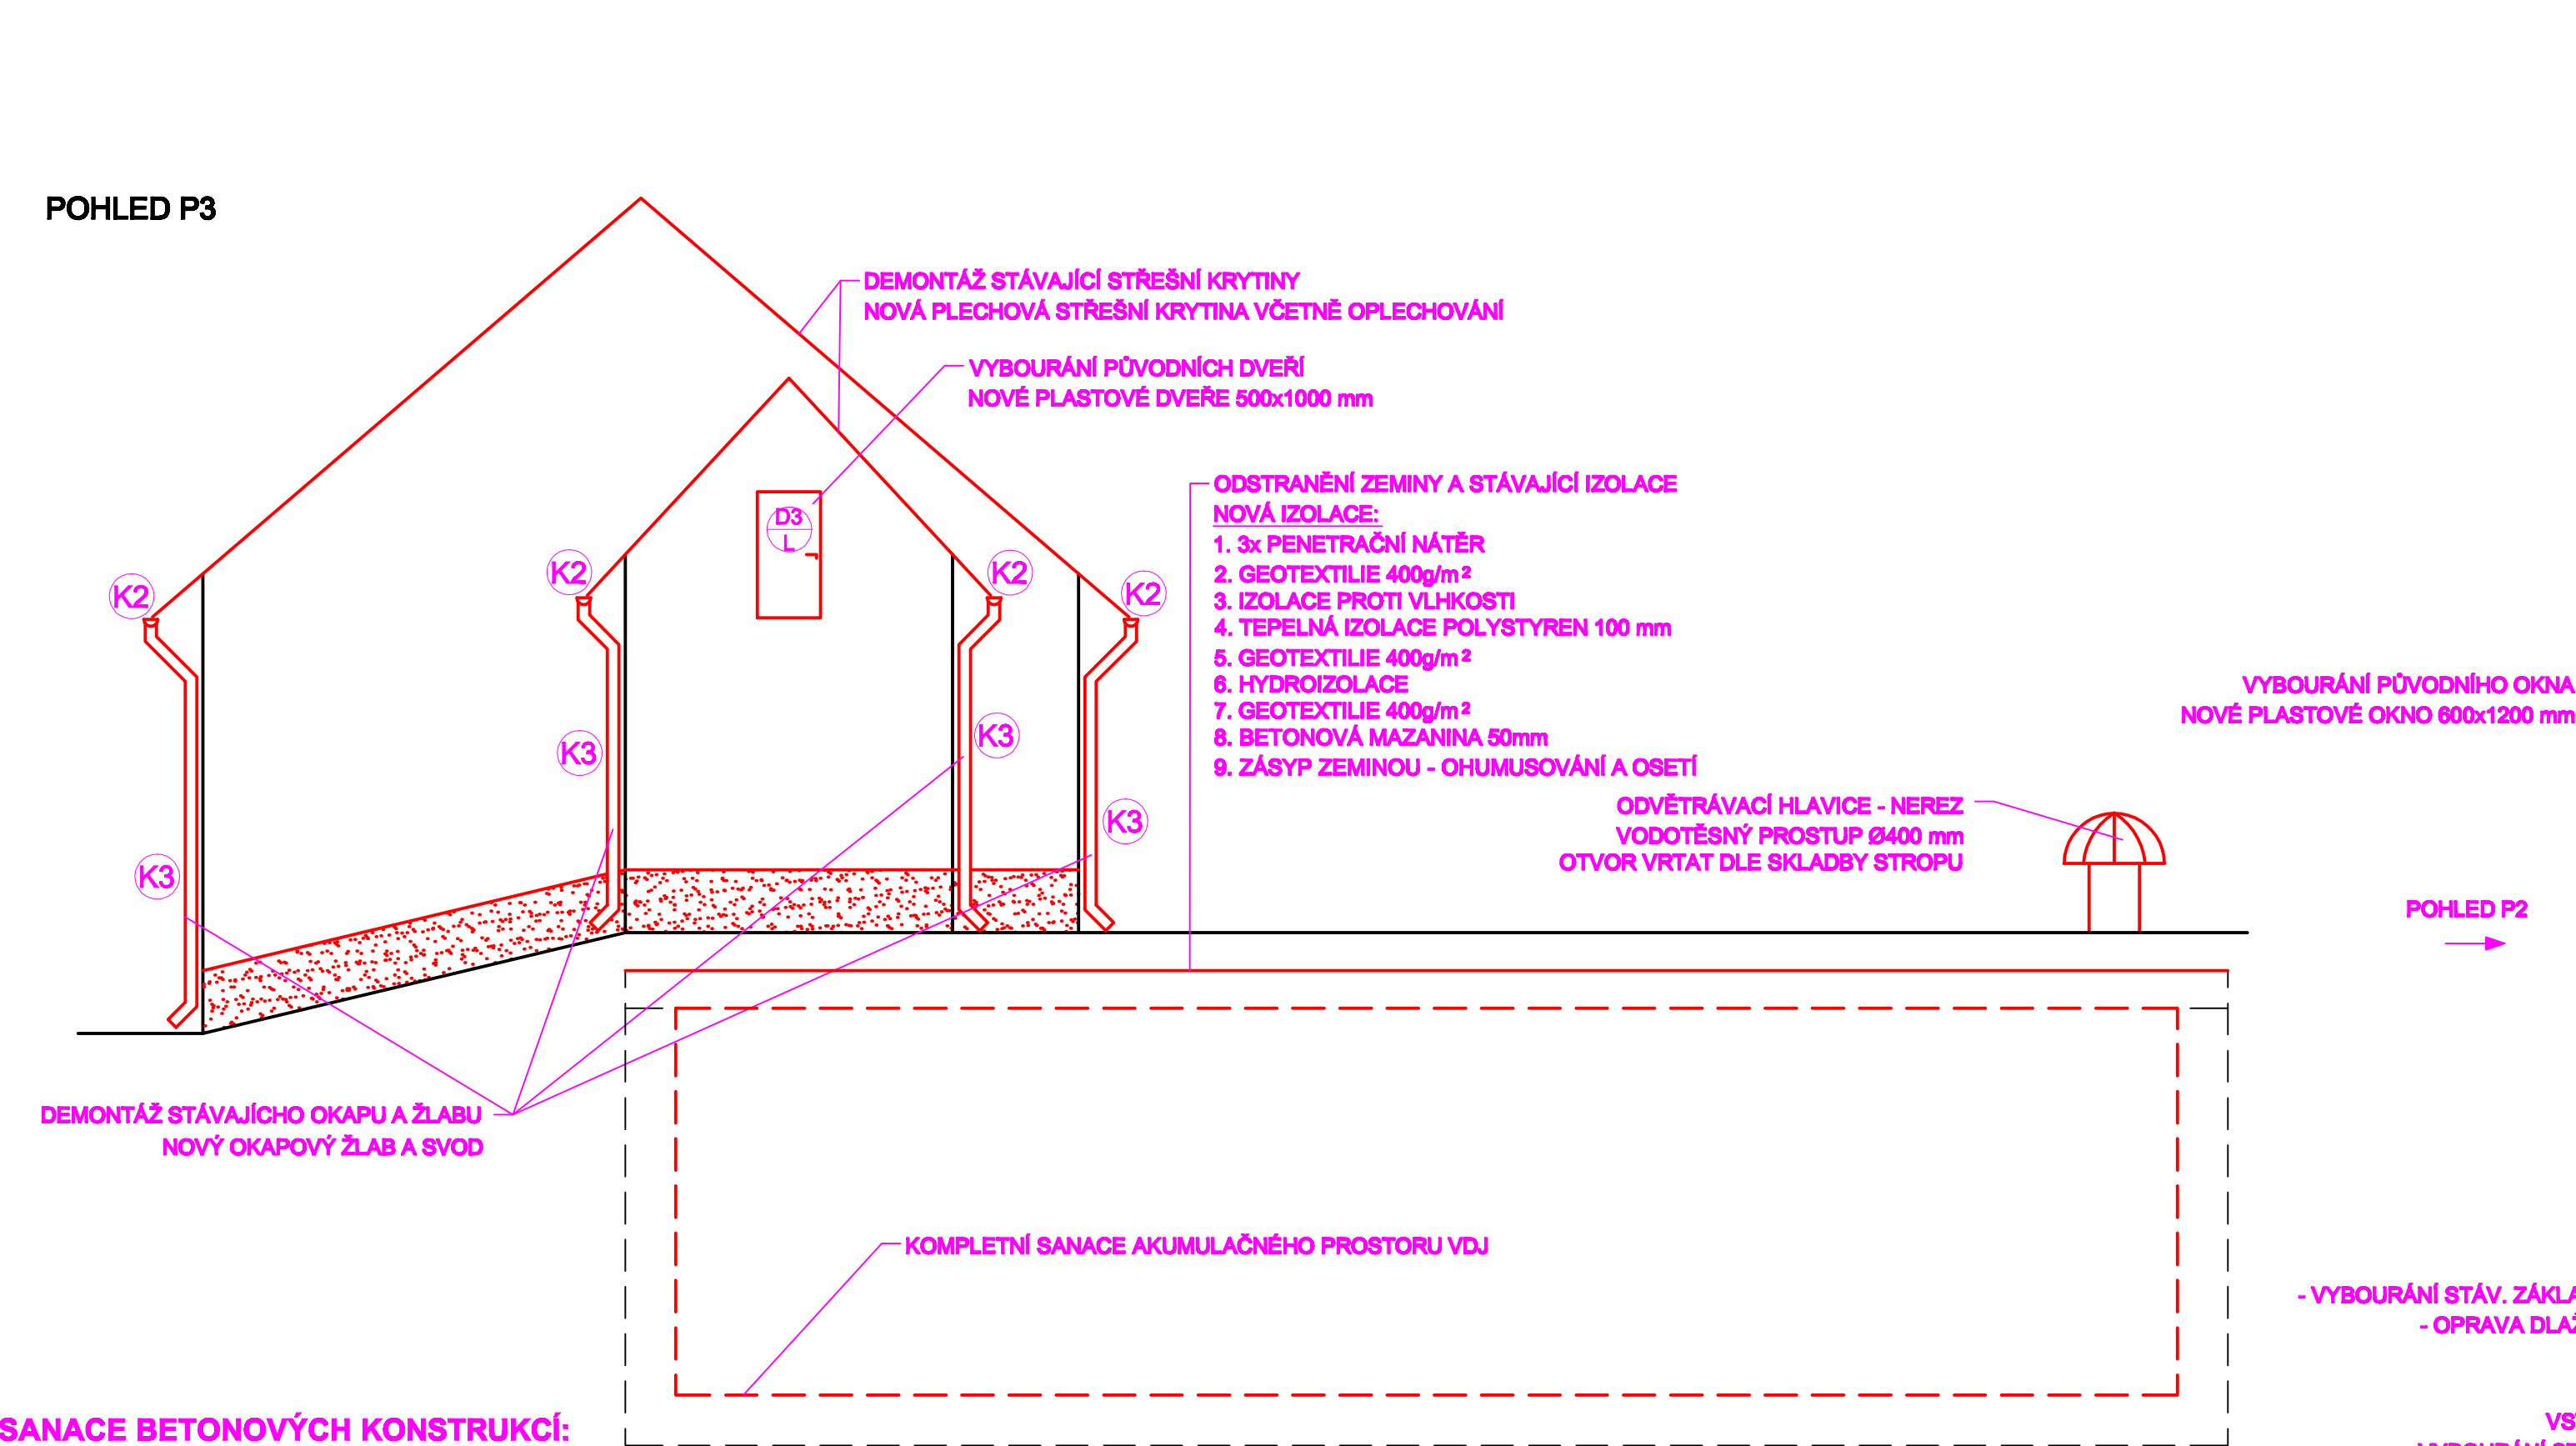 POHLED P3
DEMONTÁŽ STÁVAJÍCÍ STŘEŠNÍ KRYTINY
NOVÁ PLECHOVÁ STŘEŠNÍ KRYTINA VČETNĚ OPLECHOVÁNÍ
VYBOURÁNÍ PŮVODNÍCH DVEŘÍ
NOVÉ PLASTOVÉ DVEŘE 500x1000 mm
D3
L
K2
K2
K2
K2
K3
K3
K3
K3
ODSTRANĚNÍ ZEMINY A STÁVAJÍCÍ IZOLACE
NOVÁ IZOLACE:
1. 3x PENETRAČNÍ NÁTĚR
2. GEOTEXTILIE 400g/m²
3. IZOLACE PROTI VLHKOSTI
4. TEPELNÁ IZOLACE POLYSTYREN 100 mm
5. GEOTEXTILIE 400g/m²
6. HYDROIZOLACE
7. GEOTEXTILIE 400g/m²
8. BETONOVÁ MAZANINA 50mm
9. ZÁSYP ZEMINOU - OHUMUSOVÁNÍ A OSETÍ
VYBOURÁNÍ PŮVODNÍHO OKNA
NOVÉ PLASTOVÉ OKNO 600x1200 mm
ODVĚTRÁVACÍ HLAVICE - NEREZ
VODOTĚSNÝ PROSTUP Ø400 mm
OTVOR VRTAT DLE SKLADBY STROPU
POHLED P2
DEMONTÁŽ STÁVAJÍCHO OKAPU A ŽLABU
NOVÝ OKAPOVÝ ŽLAB A SVOD
KOMPLETNÍ SANACE AKUMULAČNÉHO PROSTORU VDJ
- VYBOURÁNÍ STÁV.
- OPRAVA
SANACE BETONOVÝCH KONSTRUKCÍ: